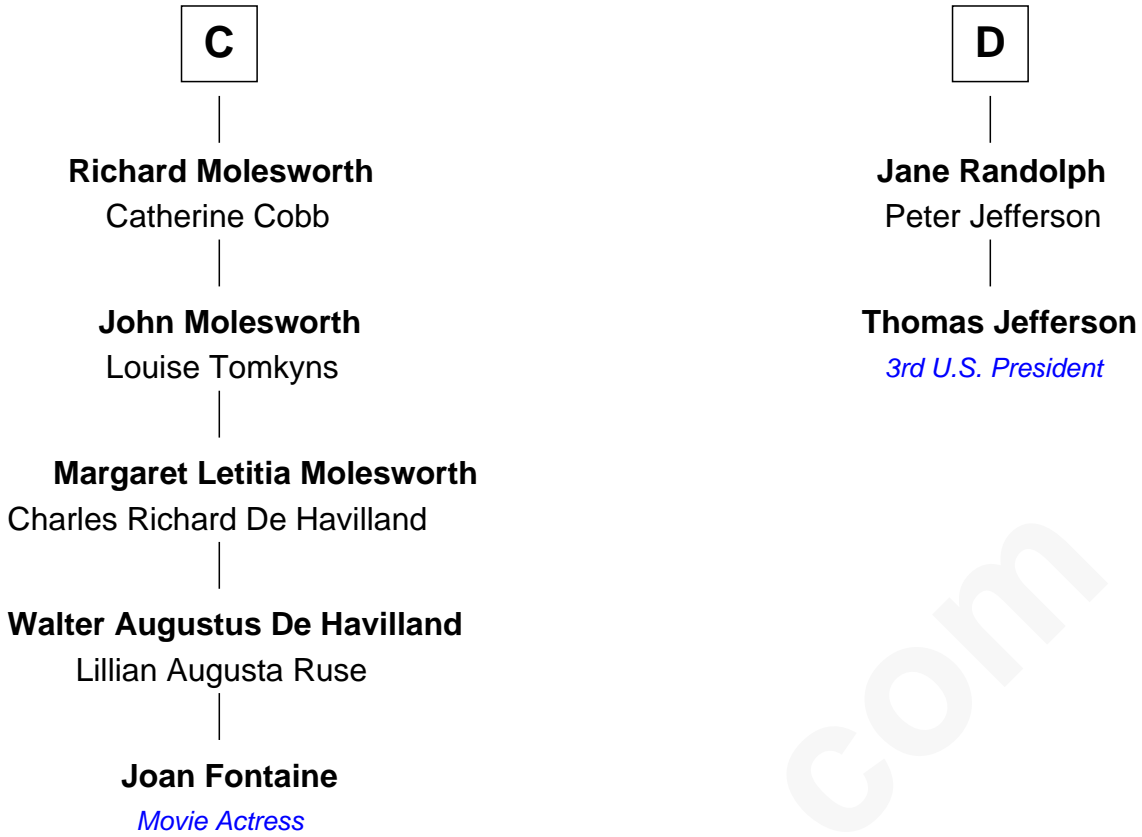 C
Richard Molesworth
Catherine Cobb
John Molesworth
Louise Tomkyns
Margaret Letitia Molesworth
Charles Richard De Havilland
Walter Augustus De Havilland
Lillian Augusta Ruse
Joan Fontaine
Movie Actress
D
Jane Randolph
Peter Jefferson
Thomas Jefferson
3rd U.S. President
com